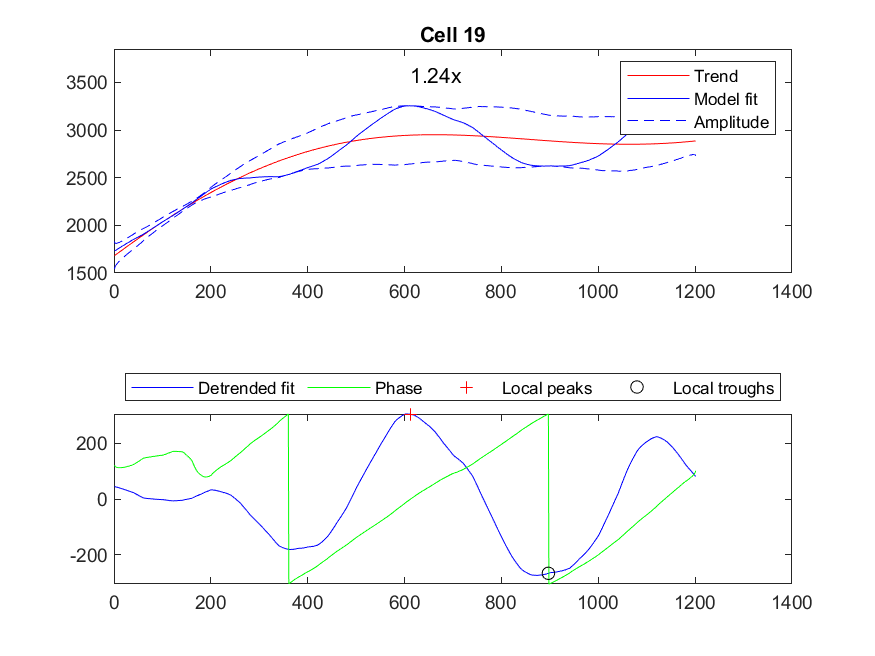 Cell 19
1.24x
3500
3000
2500
2000
1500
0 200 400 600 800 1000 1200 1400
Trend
Model fit
Amplitude
Detrended fit Phase Local peaks Local troughs
200
0
-200
0 200 400 600 800 1000 1200 1400